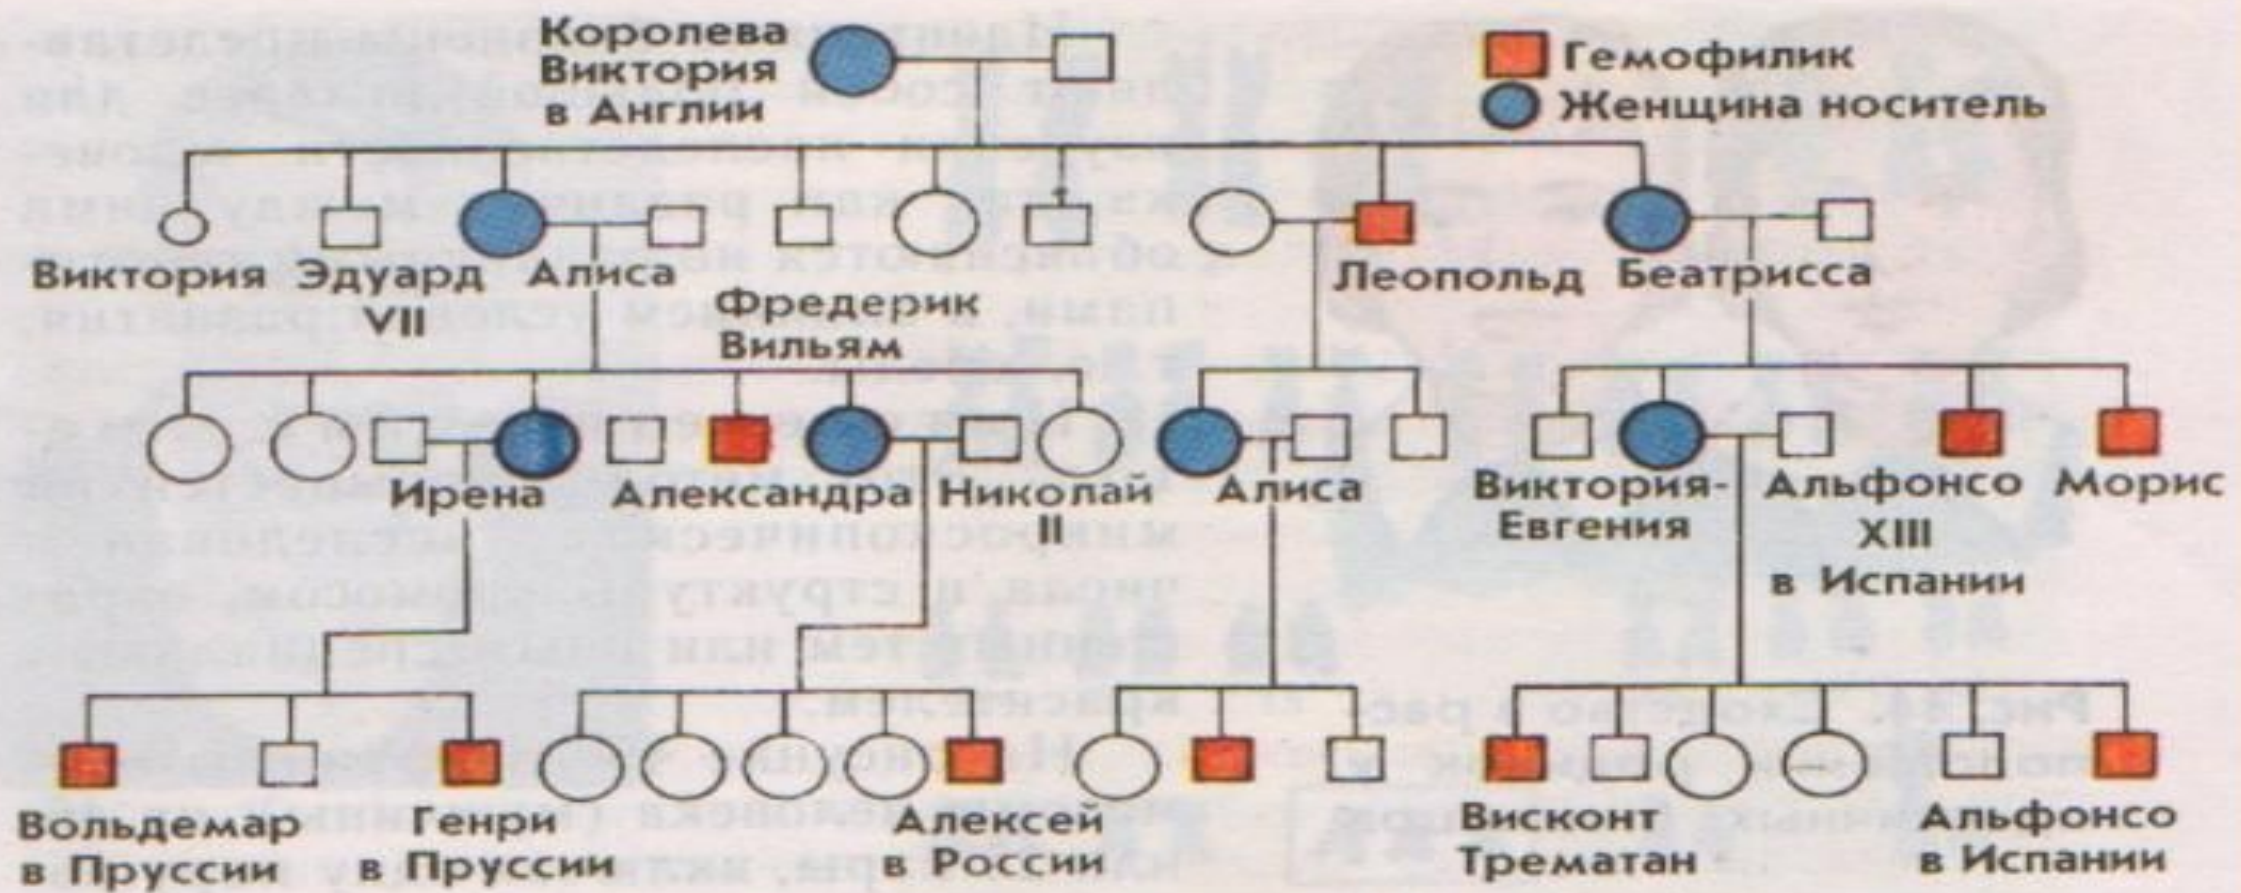 Королева
Виктория
в Англии
Гемофилик
Женщина носитель
Виктория
Эдуард
VII
Алиса
Фредерик
Вильям
Леопольд
Беатрисса
Ирена
Александра
Николай
II
Алиса
Виктория-
Евгения
Альфонсо
XIII
в Испании
Морис
Вольдемар
в Пруссии
Генри
в Пруссии
Алексей
в России
Висконт
Трематан
Альфонсо
в Испании